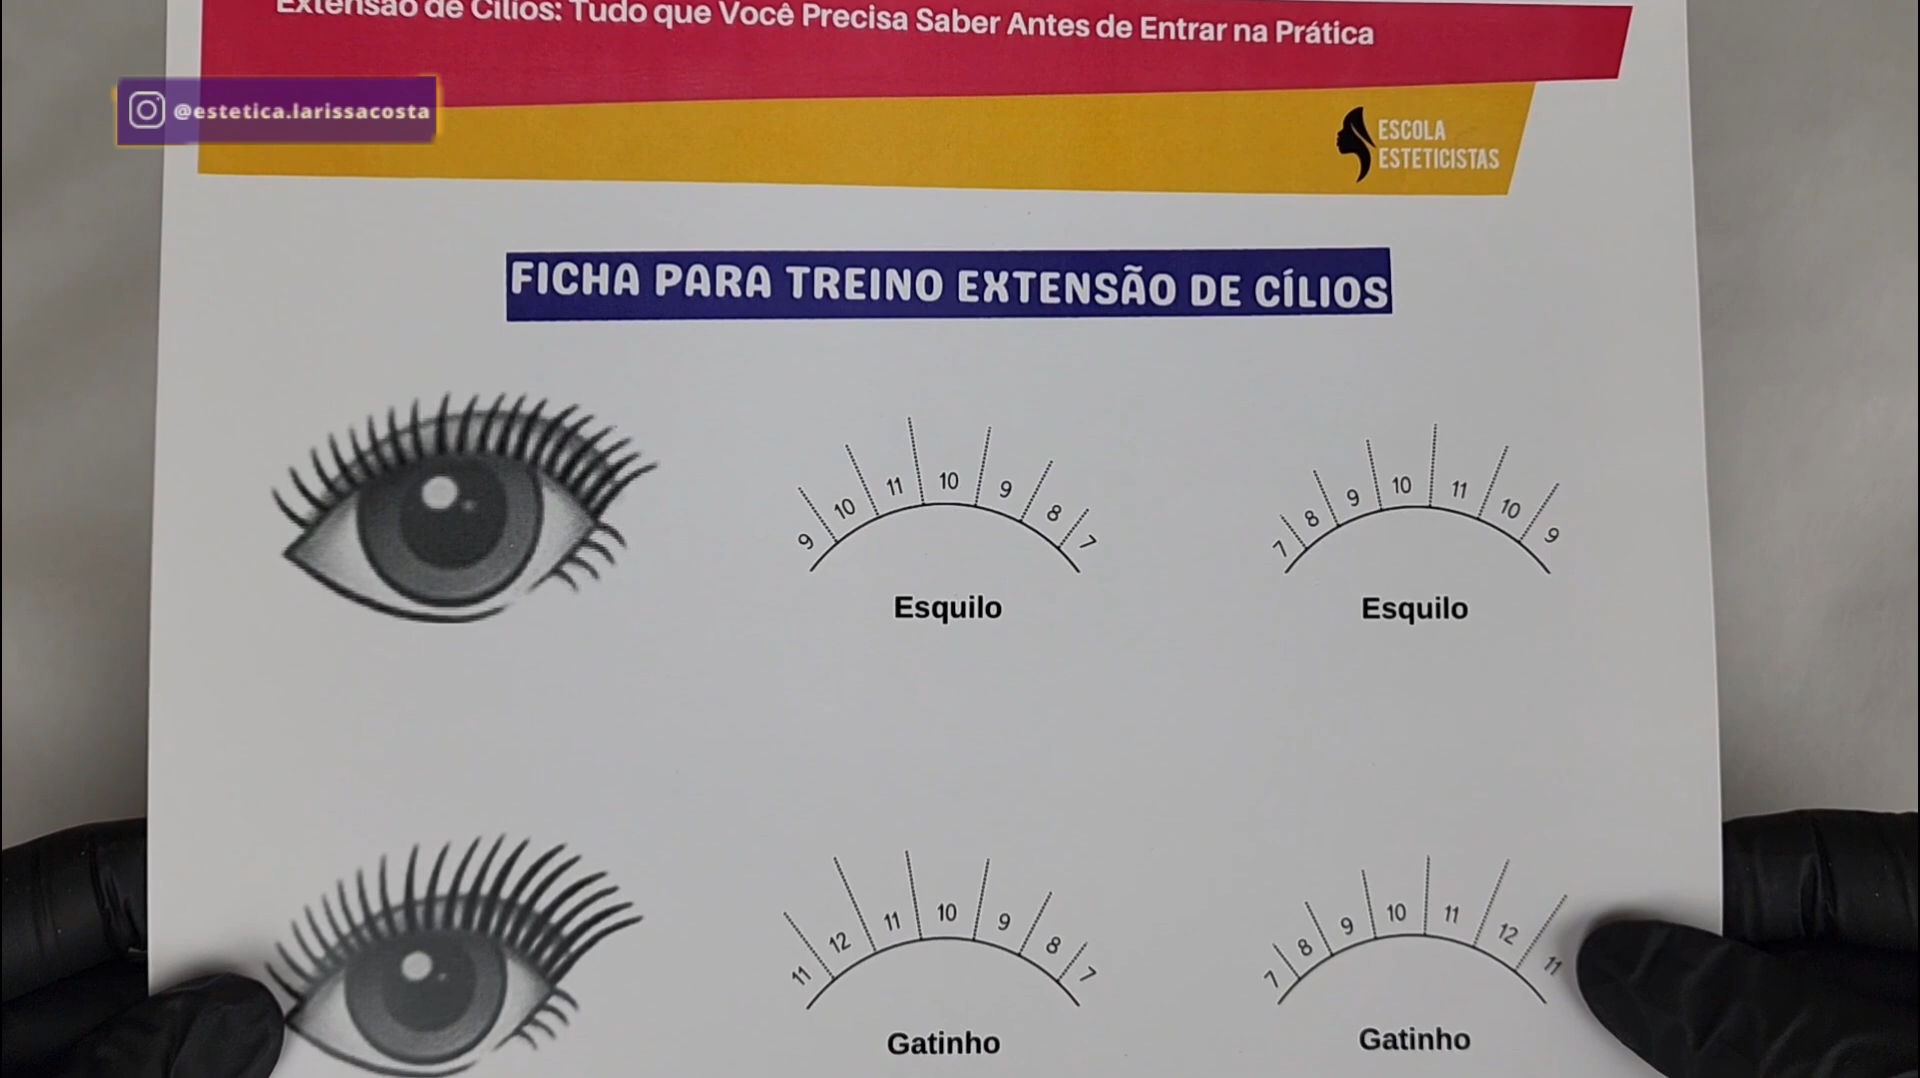 Extensão de Cílios: Tudo que Você Precisa Saber Antes de Entrar na Prática
@estetica.larissacosta
ESCOLA
ESTETICISTAS
FICHA PARA TREINO EXTENSÃO DE CÍLIOS
9 10 11 10 9 8 7
7 8 9 10 11 10 9
Esquilo
Esquilo
11 12 11 10 9 8 7
7 8 9 10 11 12 11
Gatinho
Gatinho